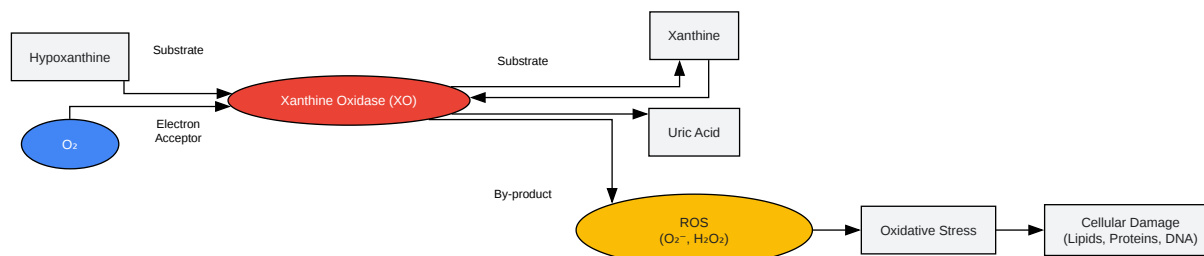 Xanthine
Substrate
Substrate
Hypoxanthine
Xanthine Oxidase (XO)
Electron
Acceptor
Uric Acid
O₂
By-product
ROS
(O₂⁻, H₂O₂)
Oxidative Stress
Cellular Damage
(Lipids, Proteins, DNA)